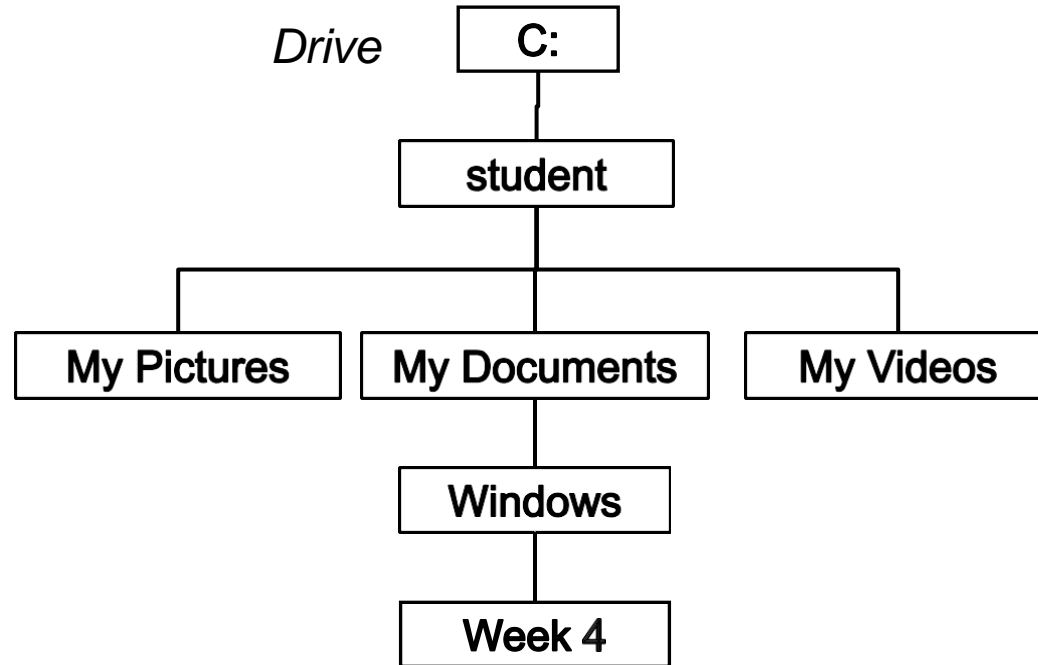 Drive
C:
student
My Pictures
My Documents
My Videos
Windows
Week 4